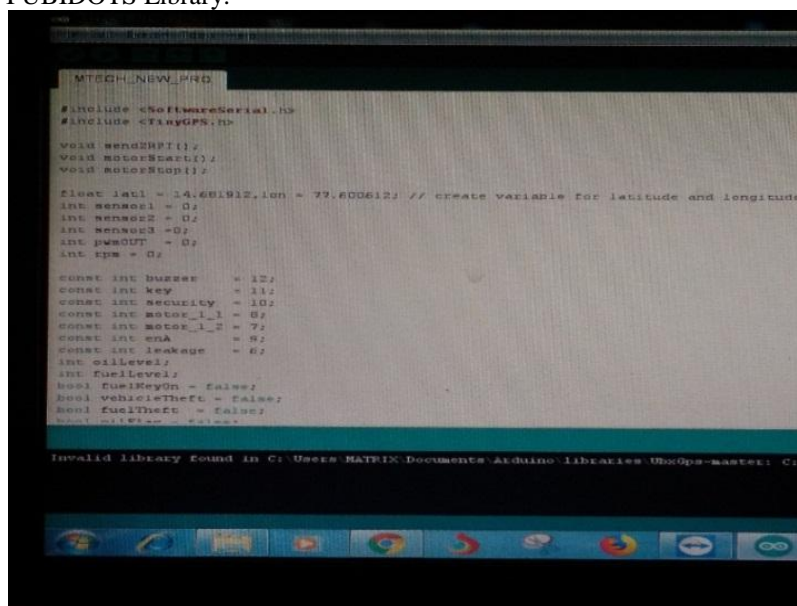 PUBIDOTS Library.
MTECH_NEW_PRO
#include <SoftwareSerial.h>
#include <TinyGPS.h>
void send2RPI();
void motorStart();
void motorStop();
float lat1 = 14.681912,lon = 77.600612; // create variable for latitude and longitude
int sensor1 = 0;
int sensor2 = 0;
int sensor3 =0;
int pwmOUT = 0;
int rpm = 0;
const int buzzer = 12;
const int key = 11;
const int security = 10;
const int motor_1_1 = 8;
const int motor_1_2 = 7;
const int enA = 9;
const int leakage = 6;
int oilLevel;
int fuelLevel;
bool fuelKeyOn = false;
bool vehicleTheft = false;
bool fuelTheft = false;
Invalid library found in C:\Users\MATRIX\Documents\Arduino\libraries\UbxGps-master: C: